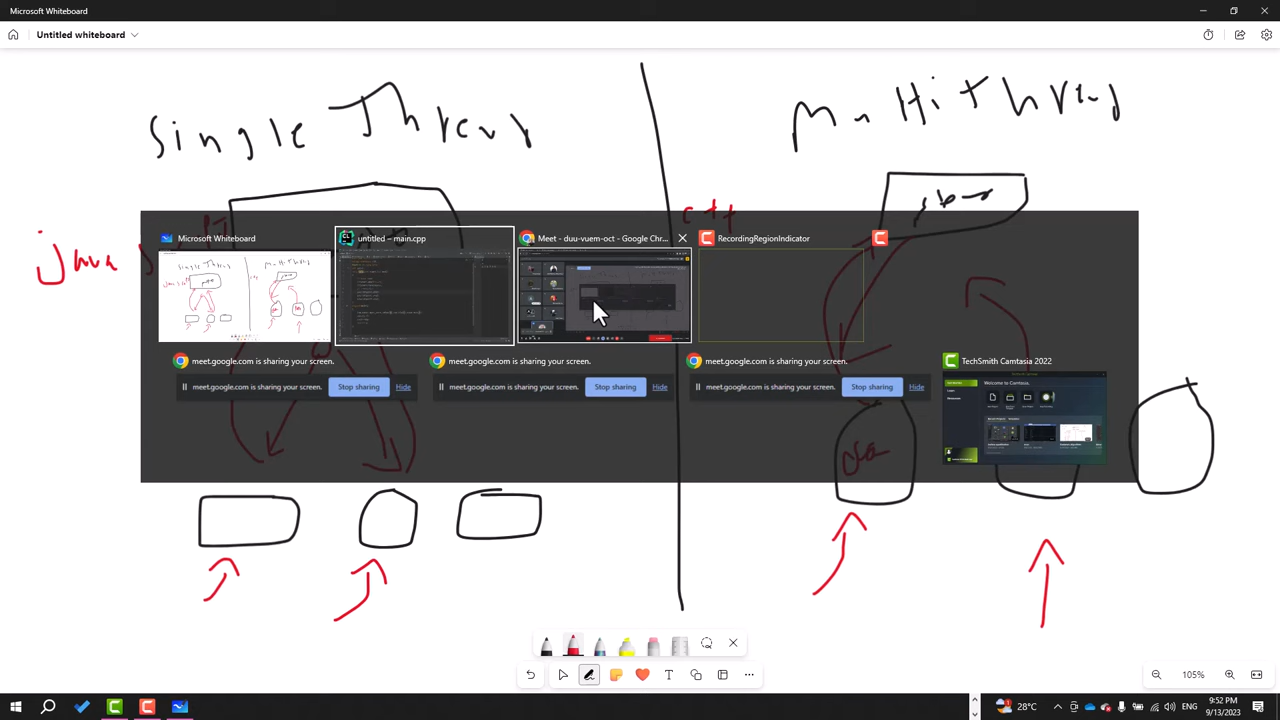 Microsoft Whiteboard
Untitled whiteboard
Single Thread
MultiThread
c++
java
Microsoft Whiteboard
untitled – main.cpp
Meet - duu-vuem-oct - Google Chr...
RecordingRegionIndicator
meet.google.com is sharing your screen.
meet.google.com is sharing your screen.
meet.google.com is sharing your screen.
TechSmith Camtasia 2022
meet.google.com is sharing your screen. Stop sharing Hide
meet.google.com is sharing your screen. Stop sharing Hide
meet.google.com is sharing your screen. Stop sharing Hide
Welcome to Camtasia
105%
28°C
ENG
9:52 PM
9/13/2023